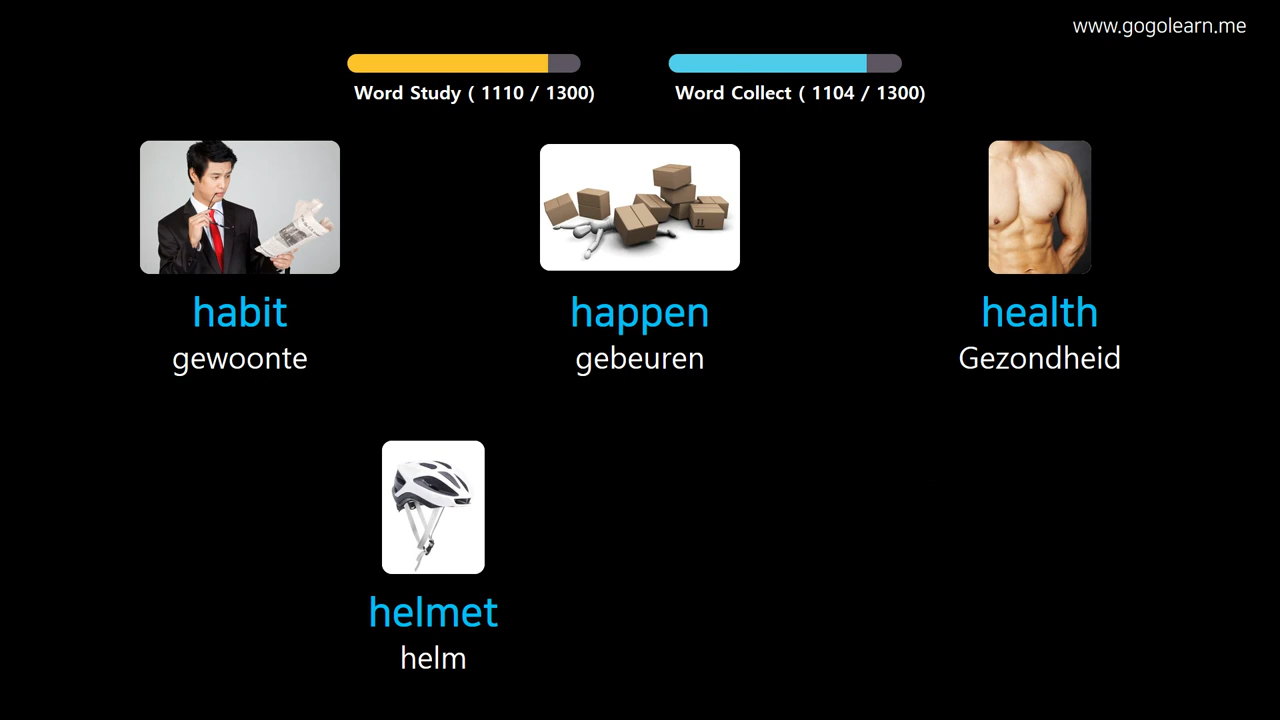 www.gogolearn.me
Word Study ( 1110 / 1300)
Word Collect ( 1104 / 1300)
habit
gewoonte
happen
gebeuren
health
Gezondheid
helmet
helm